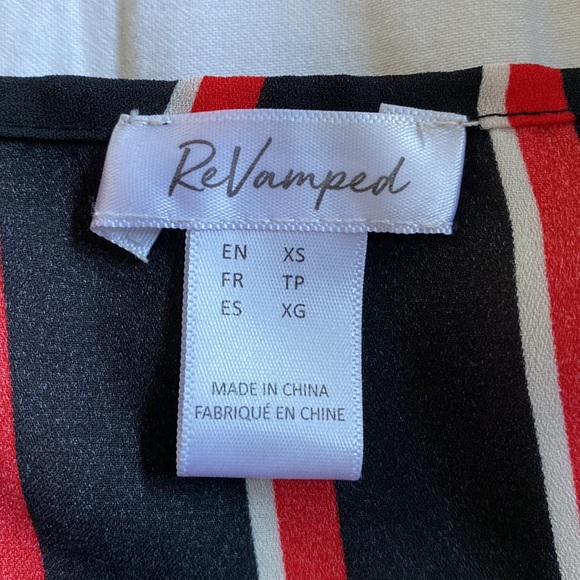 ReVamped
EN XS
FR TP
ES XG
MADE IN CHINA
FABRIQUÉ EN CHINE